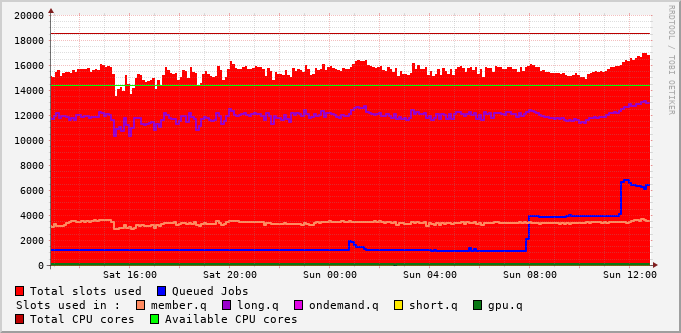 20000
18000
16000
14000
12000
10000
8000
6000
4000
2000
0
Sat 16:00 Sat 20:00 Sun 00:00 Sun 04:00 Sun 08:00 Sun 12:00
Total slots used Queued Jobs
Slots used in : member.q long.q ondemand.q short.q gpu.q
Total CPU cores Available CPU cores
RRDTOOL / TOBI OETIKER